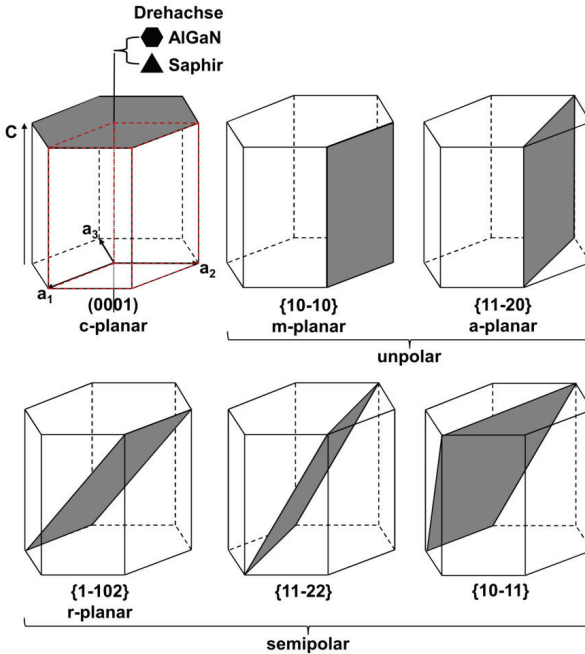 Drehachse
AlGaN
Saphir
C
a3
a1
a2
(0001)
c-planar
{10-10}
m-planar
{11-20}
a-planar
unpolar
{1-102}
r-planar
{11-22}
{10-11}
semipolar